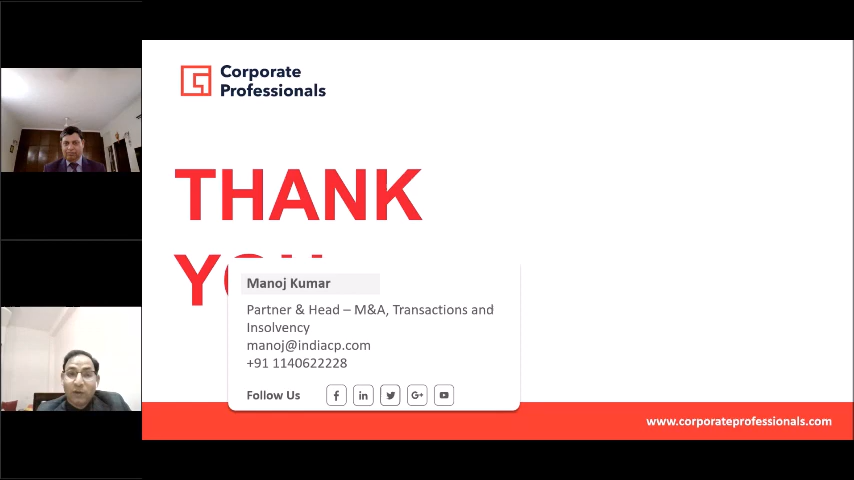 Corporate
Professionals
THANK
YOU
Manoj Kumar
Partner & Head – M&A, Transactions and
Insolvency
manoj@indiacp.com
+91 1140622228
Follow Us
www.corporateprofessionals.com